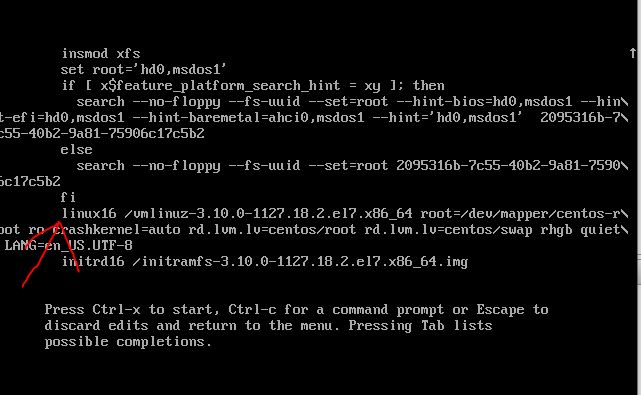 insmod xfs
set root='hd0,msdos1'
if [ x$feature_platform_search_hint = xy ]; then
search --no-floppy --fs-uuid --set=root --hint-bios=hd0,msdos1 --hin\
t-efi=hd0,msdos1 --hint-baremetal=ahci0,msdos1 --hint='hd0,msdos1' 2095316b-7\
c55-40b2-9a81-75906c17c5b2
else
search --no-floppy --fs-uuid --set=root 2095316b-7c55-40b2-9a81-7590\
6c17c5b2
fi
linux16 /vmlinuz-3.10.0-1127.18.2.el7.x86_64 root=/dev/mapper/centos-r\
oot ro crashkernel=auto rd.lvm.lv=centos/root rd.lvm.lv=centos/swap rhgb quiet\
LANG=en_US.UTF-8
initrd16 /initramfs-3.10.0-1127.18.2.el7.x86_64.img
Press Ctrl-x to start, Ctrl-c for a command prompt or Escape to
discard edits and return to the menu. Pressing Tab lists
possible completions.